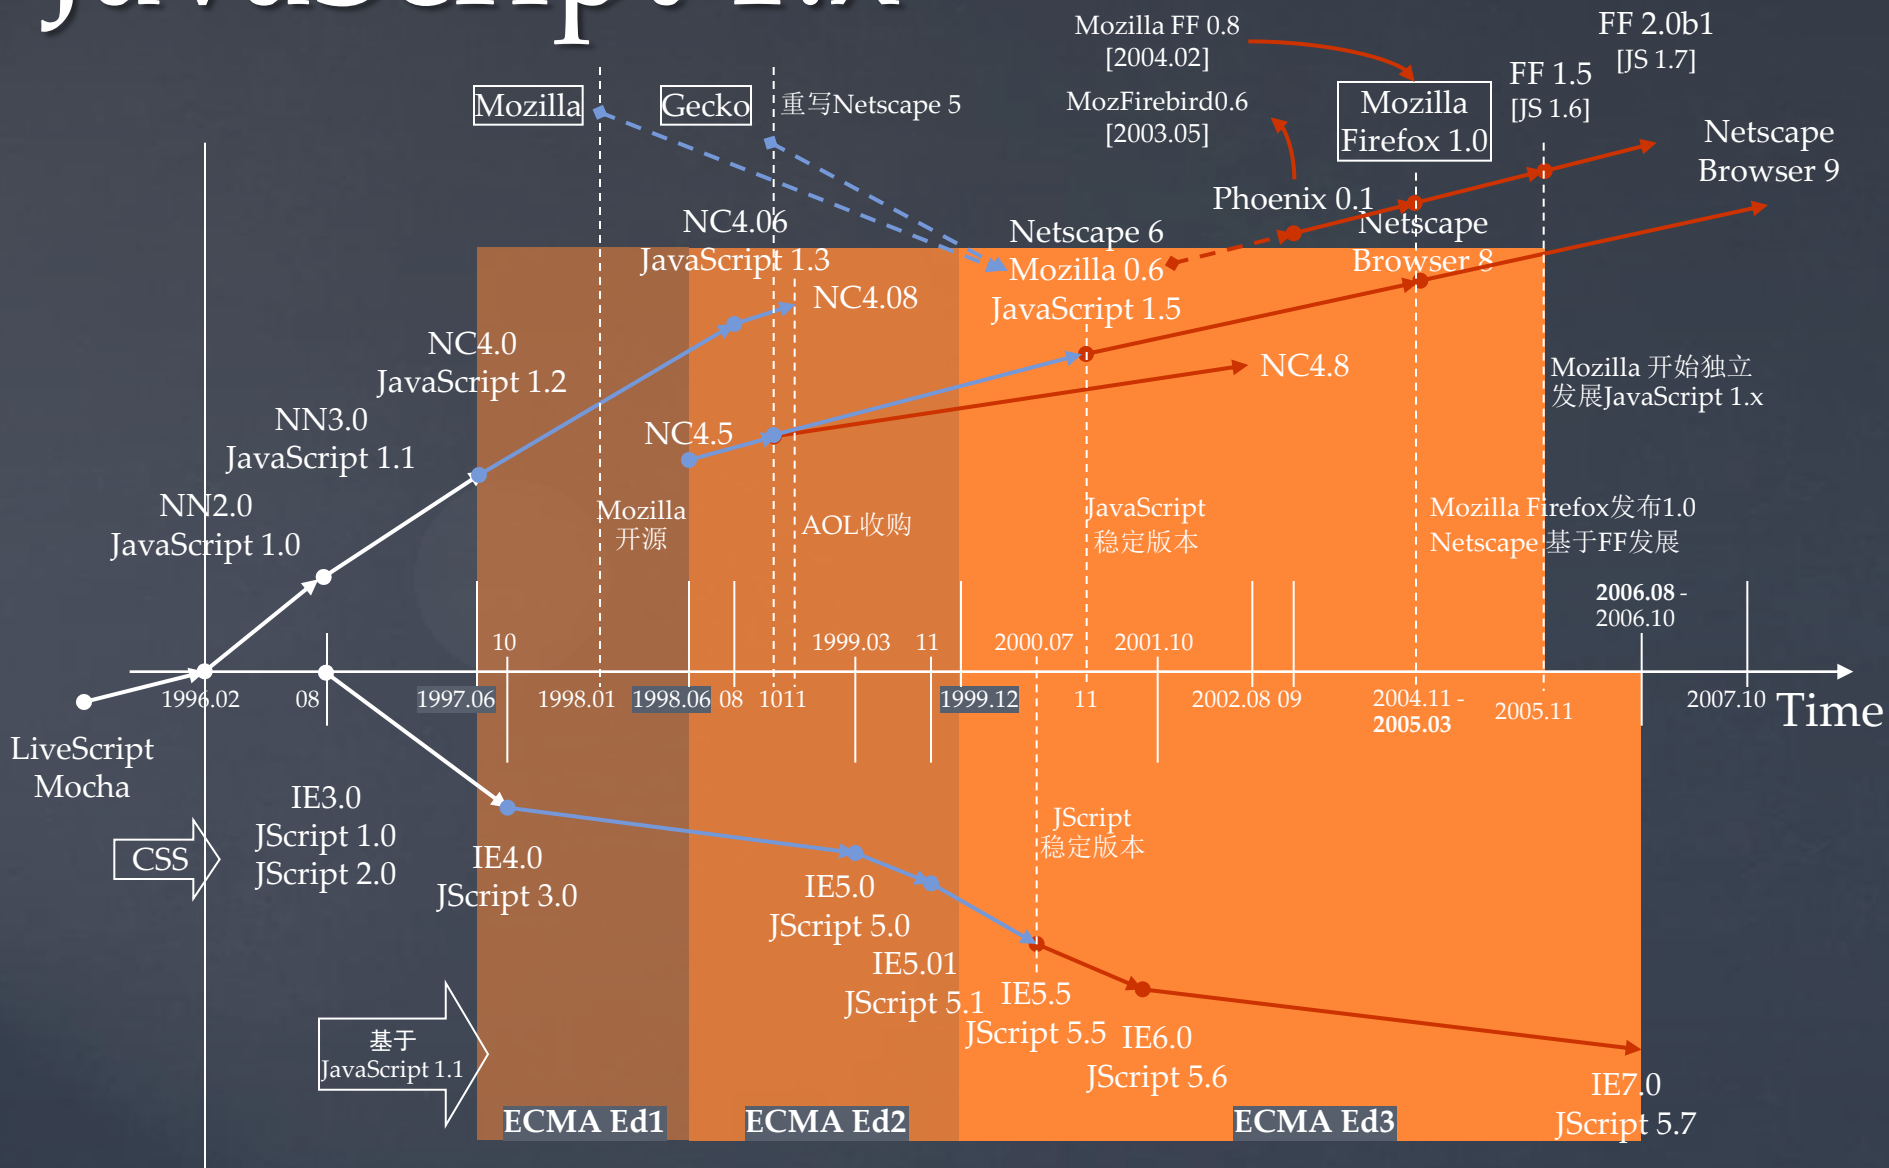 JavaScript 1.x
Mozilla FF 0.8
[2004.02]
FF 2.0b1
[JS 1.7]
FF 1.5
[JS 1.6]
Mozilla
Gecko
重写Netscape 5
MozFirebird0.6
[2003.05]
Mozilla
Firefox 1.0
Netscape
Browser 9
Phoenix 0.1
NC4.06
JavaScript 1.3
Netscape 6
Mozilla 0.6
JavaScript 1.5
Netscape
Browser 8
NC4.08
NC4.0
JavaScript 1.2
NC4.8
Mozilla 开始独立
发展JavaScript 1.x
NN3.0
JavaScript 1.1
NC4.5
NN2.0
JavaScript 1.0
Mozilla
开源
AOL收购
JavaScript
稳定版本
Mozilla Firefox发布1.0
Netscape 基于FF发展
2006.08 -
2006.10
10
1999.03
11
2000.07
2001.10
1996.02
08
1997.06
1998.01
1998.06
08
1011
1999.12
11
2002.08
09
2004.11 -
2005.03
2005.11
2007.10
Time
LiveScript
Mocha
IE3.0
JScript 1.0
JScript 2.0
CSS
IE4.0
JScript 3.0
JScript
稳定版本
IE5.0
JScript 5.0
IE5.01
JScript 5.1
IE5.5
JScript 5.5
IE6.0
JScript 5.6
基于
JavaScript 1.1
IE7.0
JScript 5.7
ECMA Ed1
ECMA Ed2
ECMA Ed3